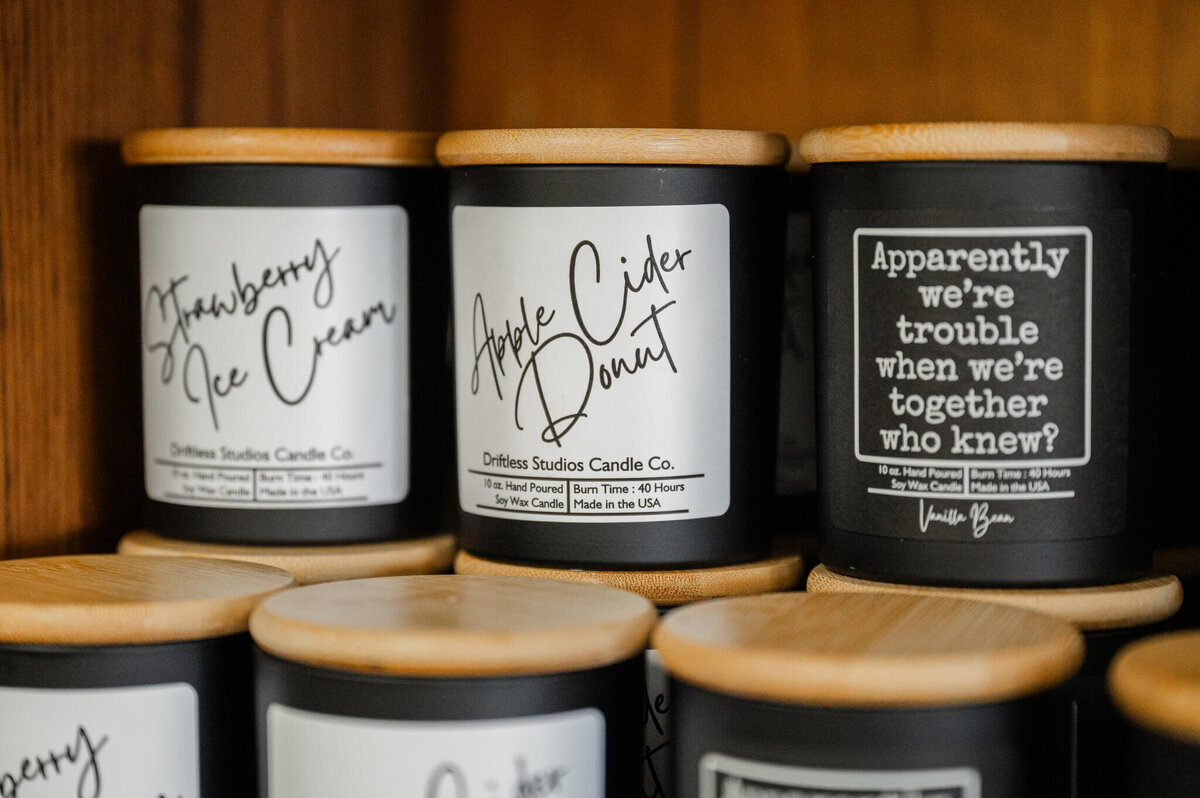 Strawberry
Ice Cream
Driftless Studios Candle Co.
10 oz. Hand Poured
Soy Wax Candle
Burn Time : 40 Hours
Made in the USA
Apple Cider
Donut
Driftless Studios Candle Co.
10 oz. Hand Poured
Soy Wax Candle
Burn Time : 40 Hours
Made in the USA
Apparently
we're
trouble
when we're
together
who knew?
10 oz. Hand Poured
Soy Wax Candle
Burn Time : 40 Hours
Made in the USA
Vanilla Bean